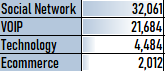 Social Network 32,061
VOIP 21,684
Technology 4,484
Ecommerce 2,012